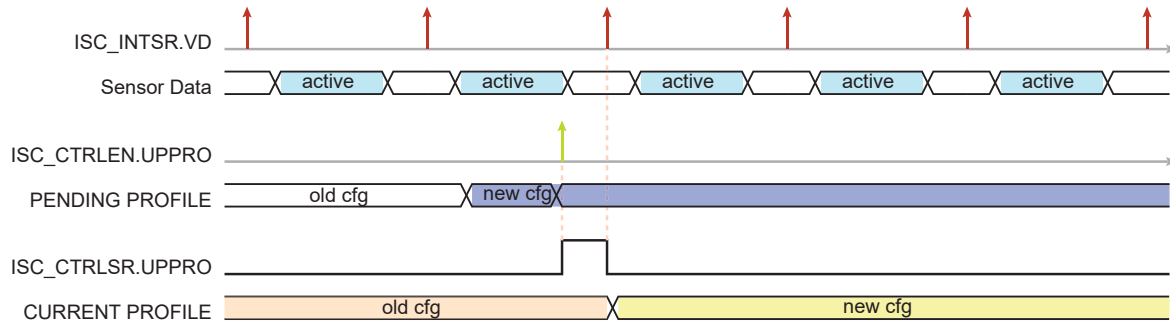 ISC_INTSR.VD
Sensor Data active active active active active
ISC_CTRLEN.UPPRO
PENDING PROFILE old cfg new cfg
ISC_CTRLSR.UPPRO
CURRENT PROFILE old cfg new cfg